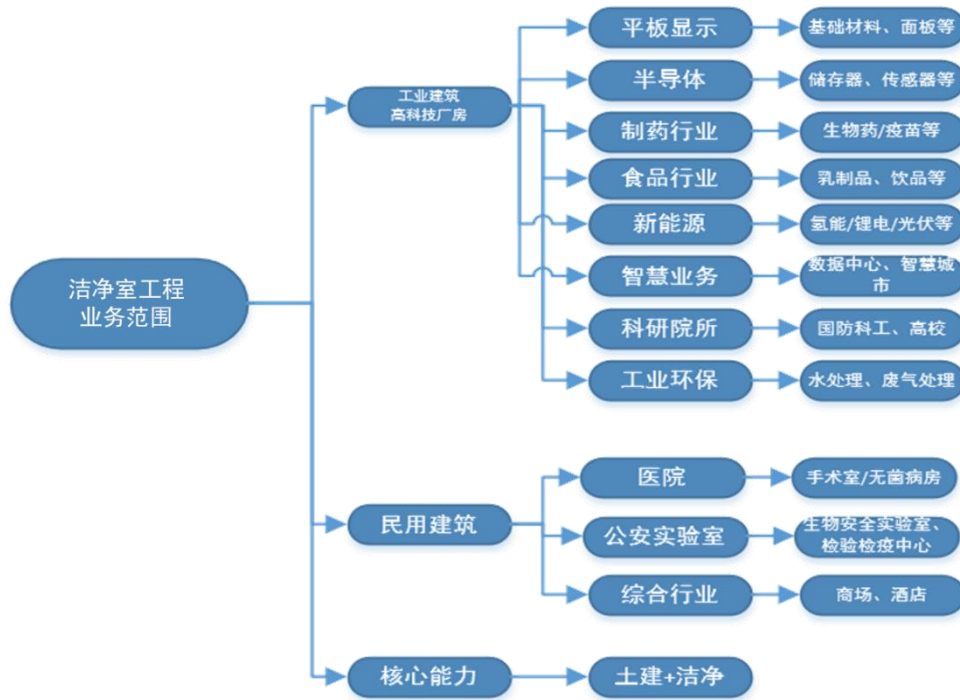 洁净室工程
业务范围
工业建筑
高科技厂房
平板显示
基础材料、面板等
半导体
储存器、传感器等
制药行业
生物药/疫苗等
食品行业
乳制品、饮品等
新能源
氢能/锂电/光伏等
智慧业务
数据中心、智慧城
市
科研院所
国防科工、高校
工业环保
水处理、废气处理
民用建筑
医院
手术室/无菌病房
公安实验室
生物安全实验室、
检验检疫中心
综合行业
商场、酒店
核心能力
土建+洁净